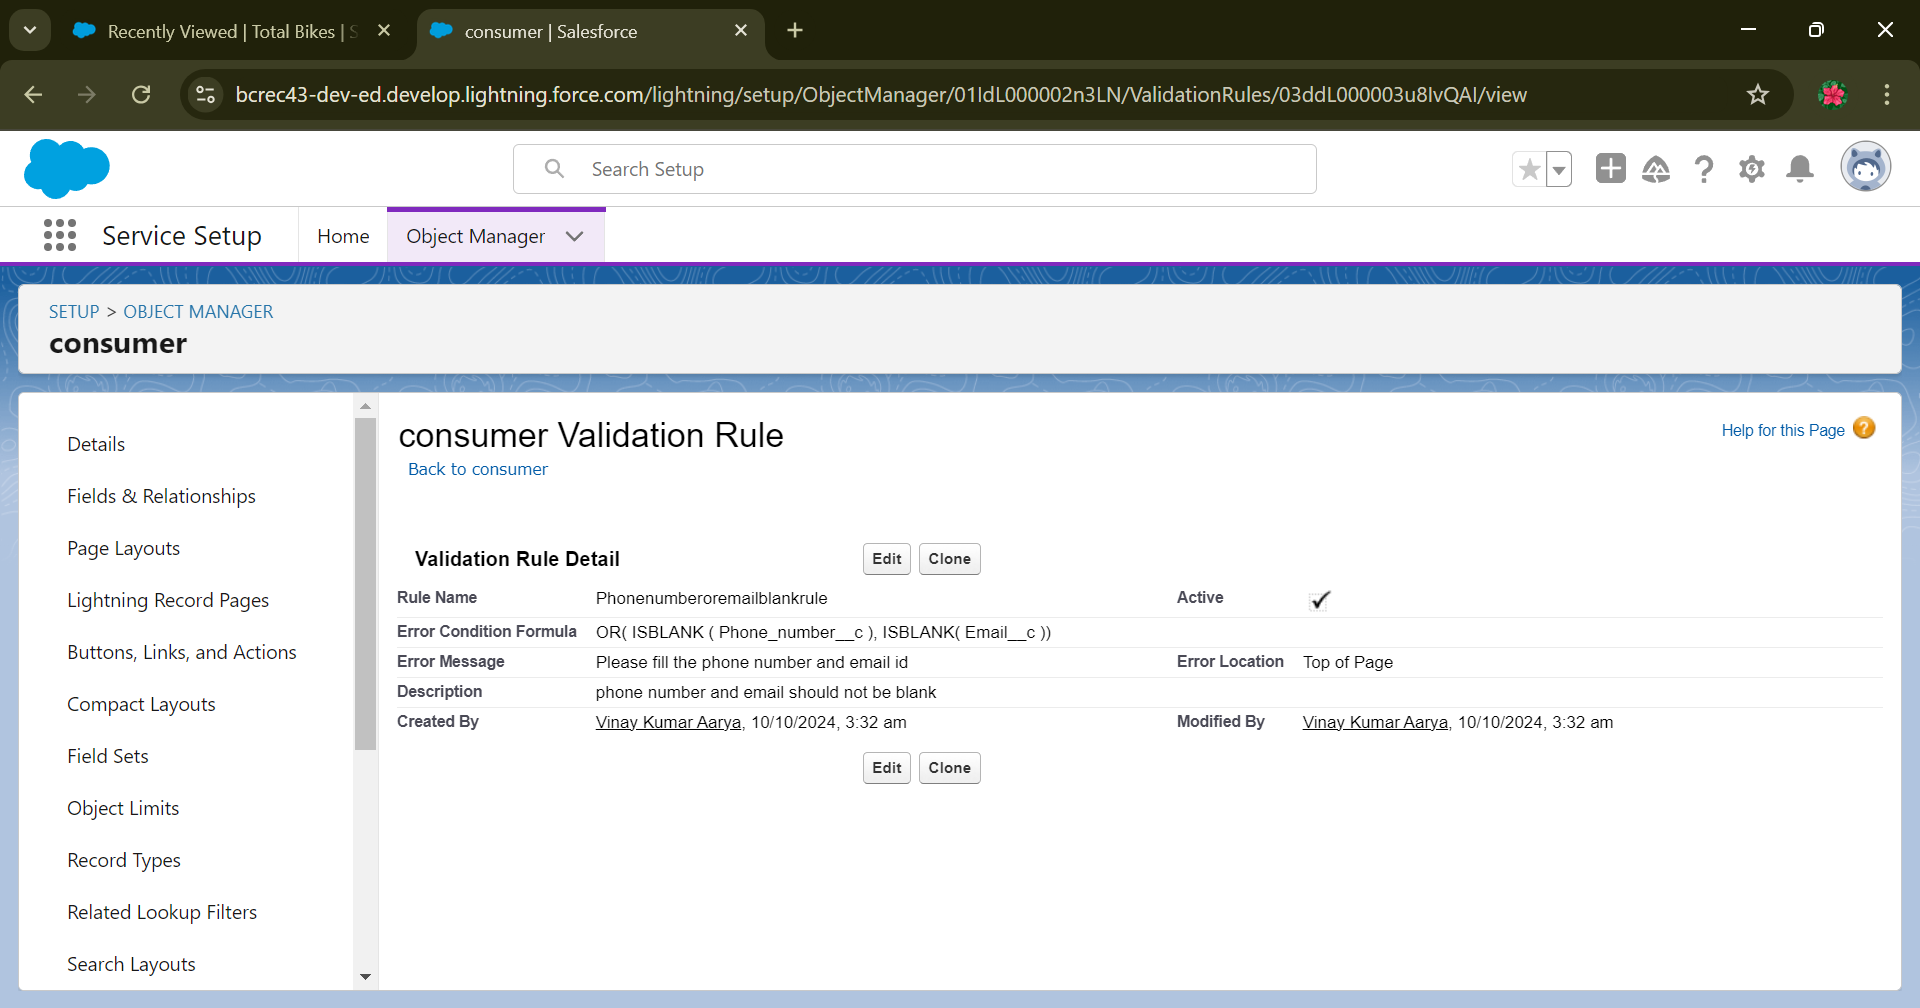 Recently Viewed | Total Bikes | S
consumer | Salesforce
bcrec43-dev-ed.develop.lightning.force.com/lightning/setup/ObjectManager/01IdL000002n3LN/ValidationRules/03ddL000003u8IvQAI/view
Search Setup
Service Setup
Home
Object Manager
SETUP > OBJECT MANAGER
consumer
Details
Fields & Relationships
Page Layouts
Lightning Record Pages
Buttons, Links, and Actions
Compact Layouts
Field Sets
Object Limits
Record Types
Related Lookup Filters
Search Layouts
consumer Validation Rule
Back to consumer
Help for this Page
Validation Rule Detail
Edit
Clone
Rule Name Phonenumberoremailblankrule Active
Error Condition Formula OR( ISBLANK ( Phone_number__c ), ISBLANK( Email__c ))
Error Message Please fill the phone number and email id Error Location Top of Page
Description phone number and email should not be blank
Created By Vinay Kumar Aarya, 10/10/2024, 3:32 am Modified By Vinay Kumar Aarya, 10/10/2024, 3:32 am
Edit
Clone